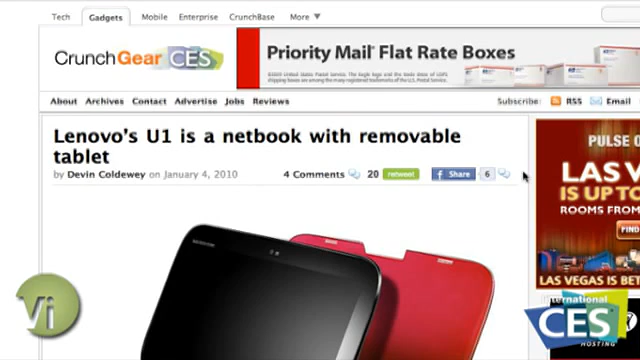 Tech Gadgets Mobile Enterprise CrunchBase More
CrunchGear CES
Priority Mail Flat Rate Boxes
About Archives Contact Advertise Jobs Reviews
Subscribe: RSS Email
Lenovo's U1 is a netbook with removable
tablet
by Devin Coldewey on January 4, 2010
4 Comments 20 retweet Share 6
PULSE O
LAS V
IS UP TO
ROOMS FROM
FIND
LAS VEGAS IS BET
Vi
International
CES
HOSTING